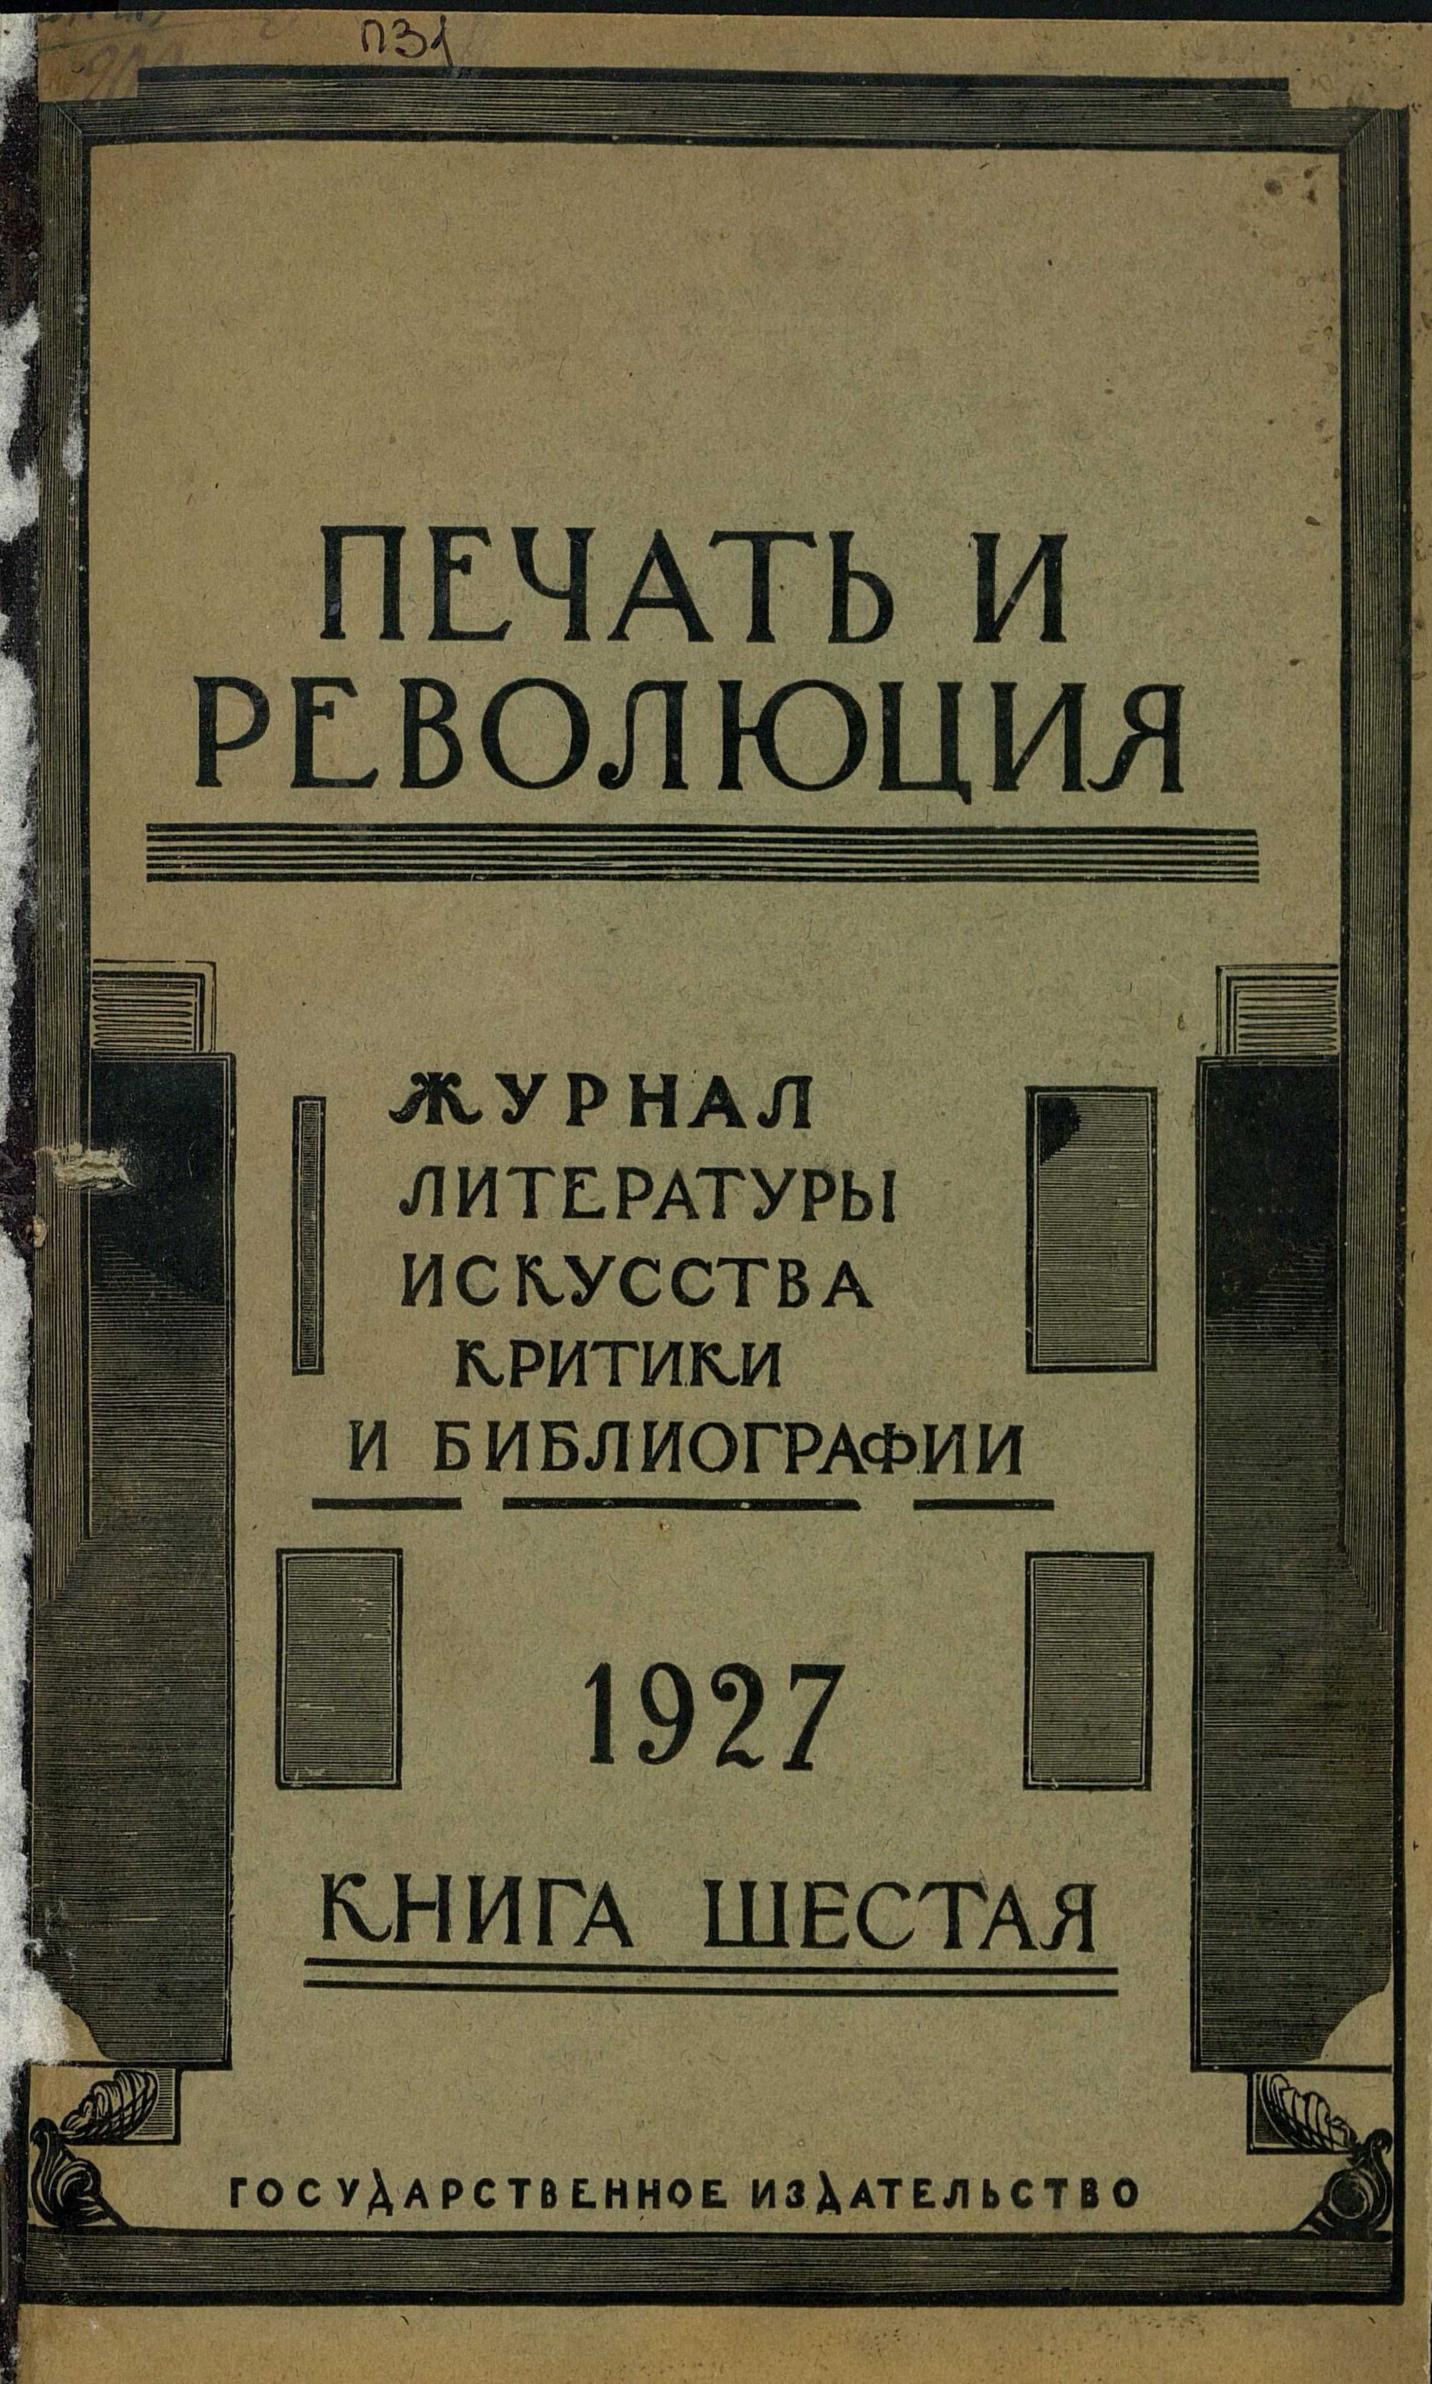 П31
ПЕЧАТЬ И
РЕВОЛЮЦИЯ
ЖУРНАЛ
ЛИТЕРАТУРЫ
ИСКУССТВА
КРИТИКИ
И БИБЛИОГРАФИИ
1927
КНИГА ШЕСТАЯ
ГОСУДАРСТВЕННОЕ ИЗДАТЕЛЬСТВО